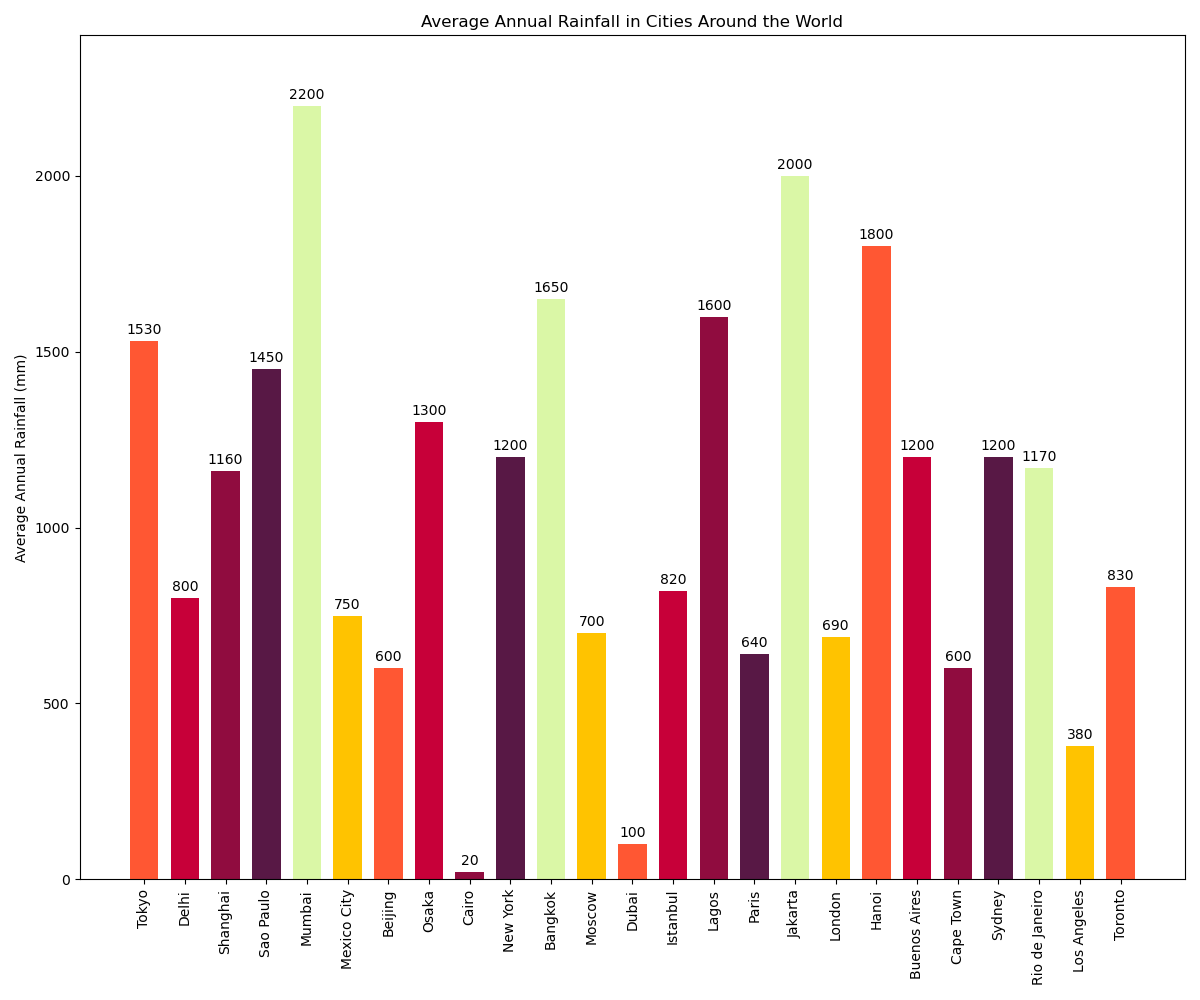 Average Annual Rainfall in Cities Around the World
Average Annual Rainfall (mm)
2000
1500
1000
500
0
1530
800
1160
1450
2200
750
600
1300
20
1200
1650
700
100
820
1600
640
2000
690
1800
1200
600
1200
1170
380
830
Tokyo
Delhi
Shanghai
Sao Paulo
Mumbai
Mexico City
Beijing
Osaka
Cairo
New York
Bangkok
Moscow
Dubai
Istanbul
Lagos
Paris
Jakarta
London
Hanoi
Buenos Aires
Cape Town
Sydney
Rio de Janeiro
Los Angeles
Toronto